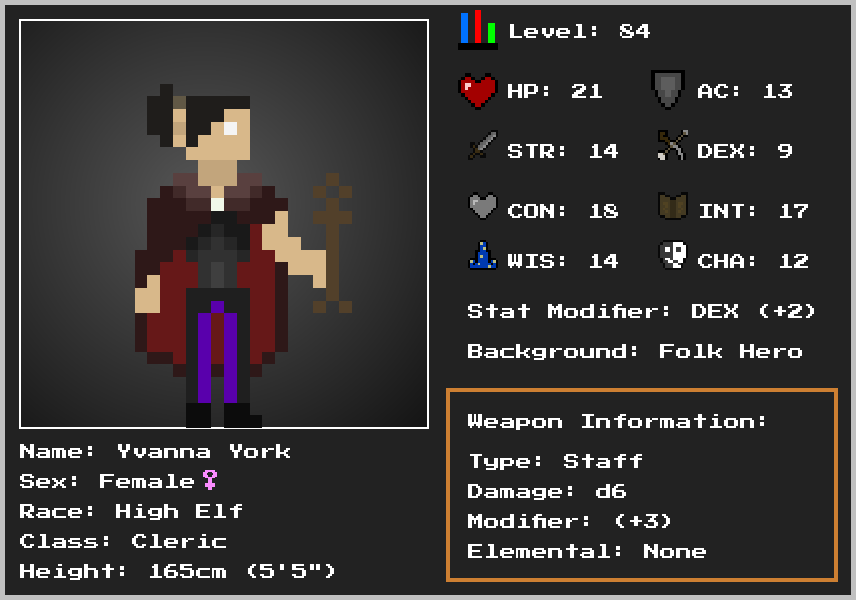 Level: 84
HP: 21
AC: 13
STR: 14
DEX: 9
CON: 18
INT: 17
WIS: 14
CHA: 12
Stat Modifier: DEX (+2)
Background: Folk Hero
Weapon Information:
Type: Staff
Damage: d6
Modifier: (+3)
Elemental: None
Name: Yvanna York
Sex: Female♀
Race: High Elf
Class: Cleric
Height: 165cm (5'5")